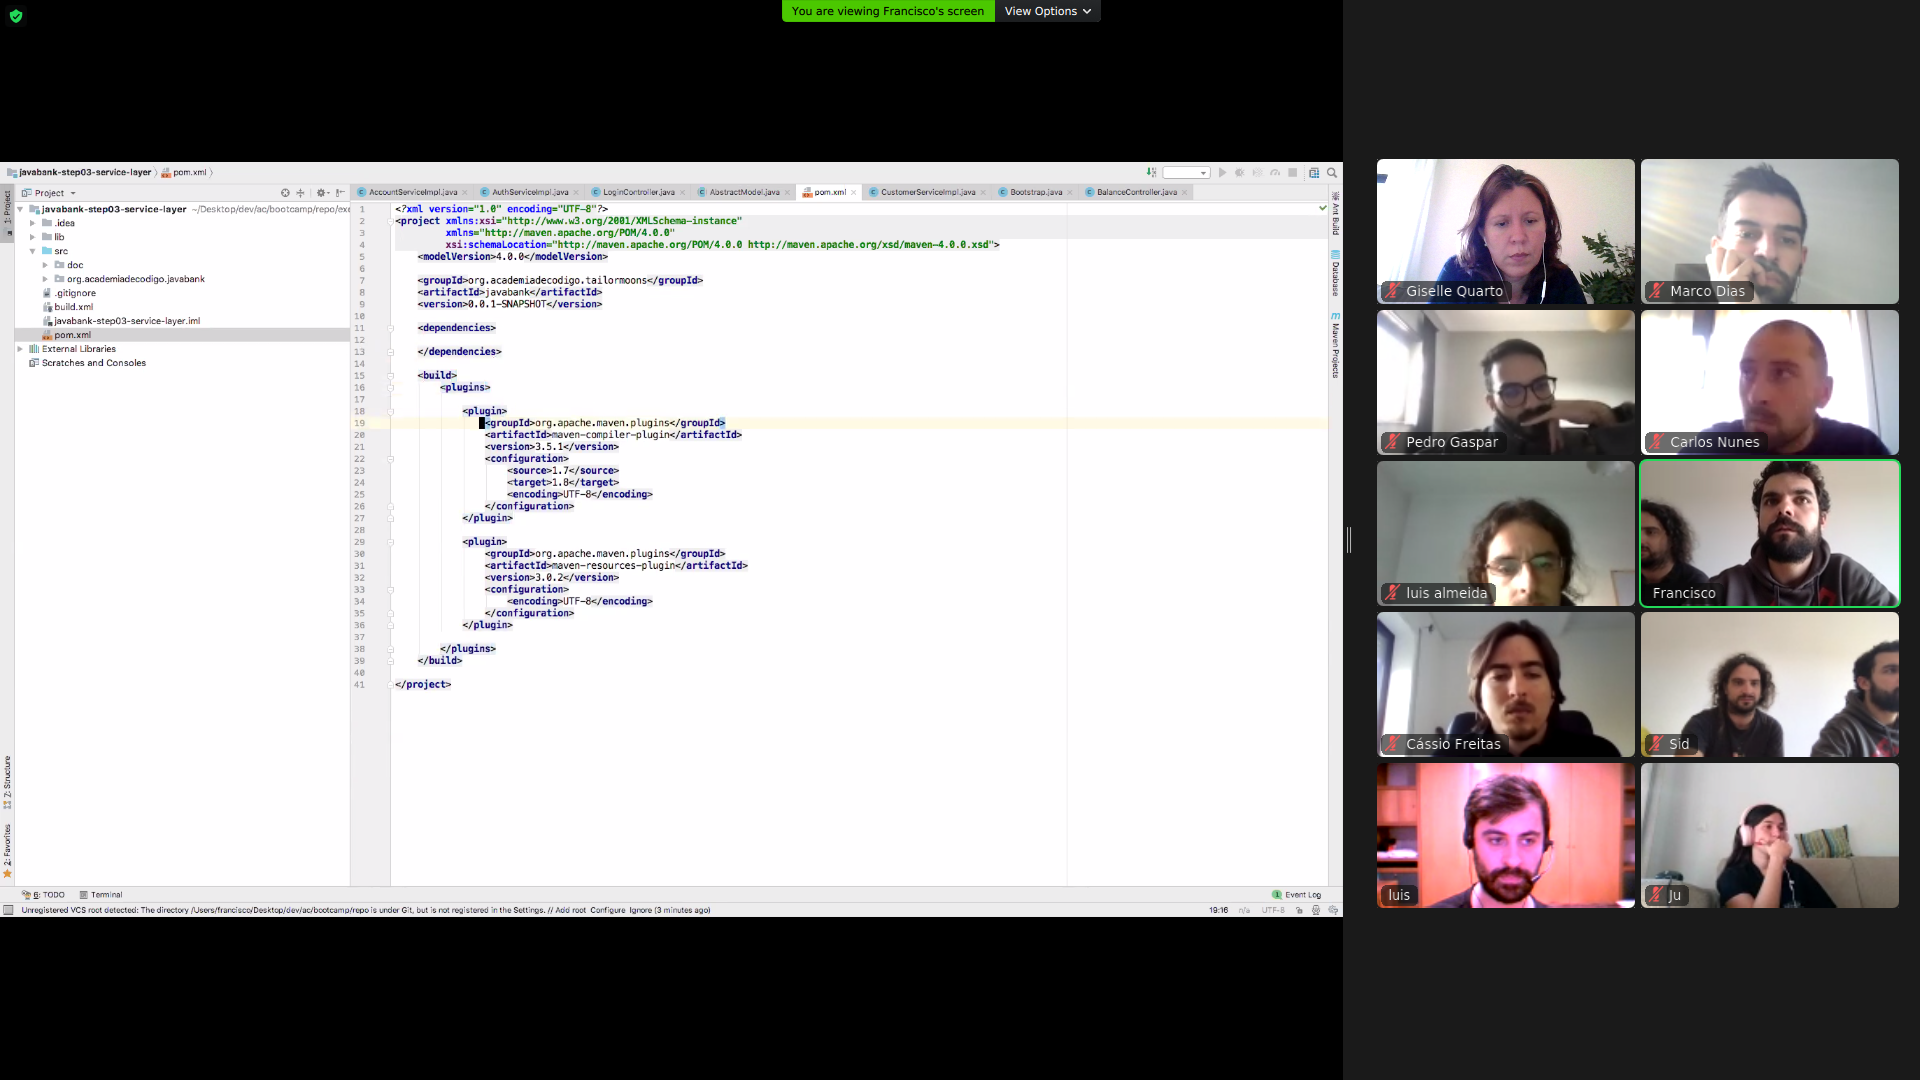 You are viewing Francisco's screen
View Options
javabank-step03-service-layer
pom.xml
1: Project
Project
AccountServiceImpl.java
AuthServiceImpl.java
LoginController.java
AbstractModel.java
pom.xml
CustomerServiceImpl.java
Bootstrap.java
BalanceController.java
javabank-step03-service-layer ~/Desktop/dev/ac/bootcamp/repo/exe
.idea
lib
src
doc
org.academiadecodigo.javabank
.gitignore
build.xml
javabank-step03-service-layer.iml
pom.xml
External Libraries
Scratches and Consoles
1 <?xml version="1.0" encoding="UTF-8"?>
2 <project xmlns:xsi="http://www.w3.org/2001/XMLSchema-instance"
3 xmlns="http://maven.apache.org/POM/4.0.0"
4 xsi:schemaLocation="http://maven.apache.org/POM/4.0.0 http://maven.apache.org/xsd/maven-4.0.0.xsd">
5 <modelVersion>4.0.0</modelVersion>
6
7 <groupId>org.academiadecodigo.tailormoons</groupId>
8 <artifactId>javabank</artifactId>
9 <version>0.0.1-SNAPSHOT</version>
10
11 <dependencies>
12
13 </dependencies>
14
15 <build>
16 <plugins>
17
18 <plugin>
19 <groupId>org.apache.maven.plugins</groupId>
20 <artifactId>maven-compiler-plugin</artifactId>
21 <version>3.5.1</version>
22 <configuration>
23 <source>1.7</source>
24 <target>1.8</target>
25 <encoding>UTF-8</encoding>
26 </configuration>
27 </plugin>
28
29 <plugin>
30 <groupId>org.apache.maven.plugins</groupId>
31 <artifactId>maven-resources-plugin</artifactId>
32 <version>3.0.2</version>
33 <configuration>
34 <encoding>UTF-8</encoding>
35 </configuration>
36 </plugin>
37
38 </plugins>
39 </build>
40
41 </project>
Ant Build
Database
Maven Projects
Z: Structure
2: Favorites
6: TODO
Terminal
1 Event Log
Unregistered VCS root detected: The directory /Users/francisco/Desktop/dev/ac/bootcamp/repo is under Git, but is not registered in the Settings. // Add root Configure Ignore (3 minutes ago)
19:16 n/a UTF-8
Giselle Quarto
Marco Dias
Pedro Gaspar
Carlos Nunes
luis almeida
Francisco
Cássio Freitas
Sid
luis
Ju